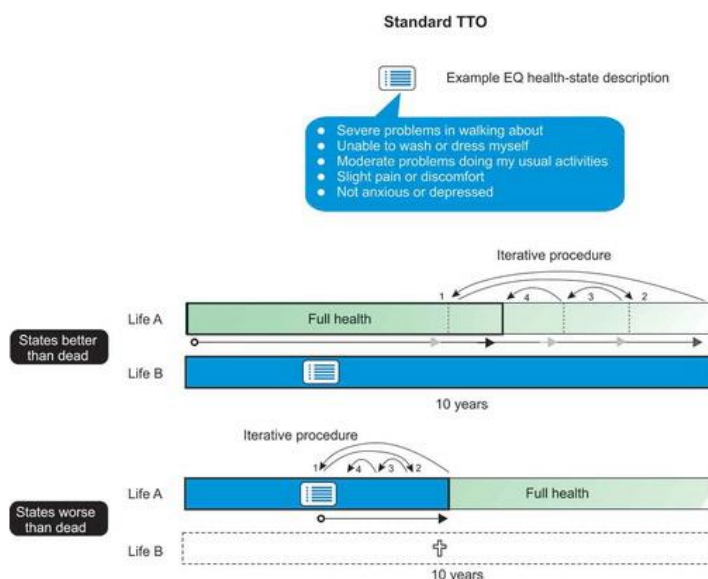 Standard TTO
Example EQ health-state description
Severe problems in walking about
Unable to wash or dress myself
Moderate problems doing my usual activities
Slight pain or discomfort
Not anxious or depressed
Iterative procedure
1 4 3 2
Life A Full health
States better
than dead
Life B
10 years
Iterative procedure
1 4 3 2
Life A Full health
States worse
than dead
Life B
10 years